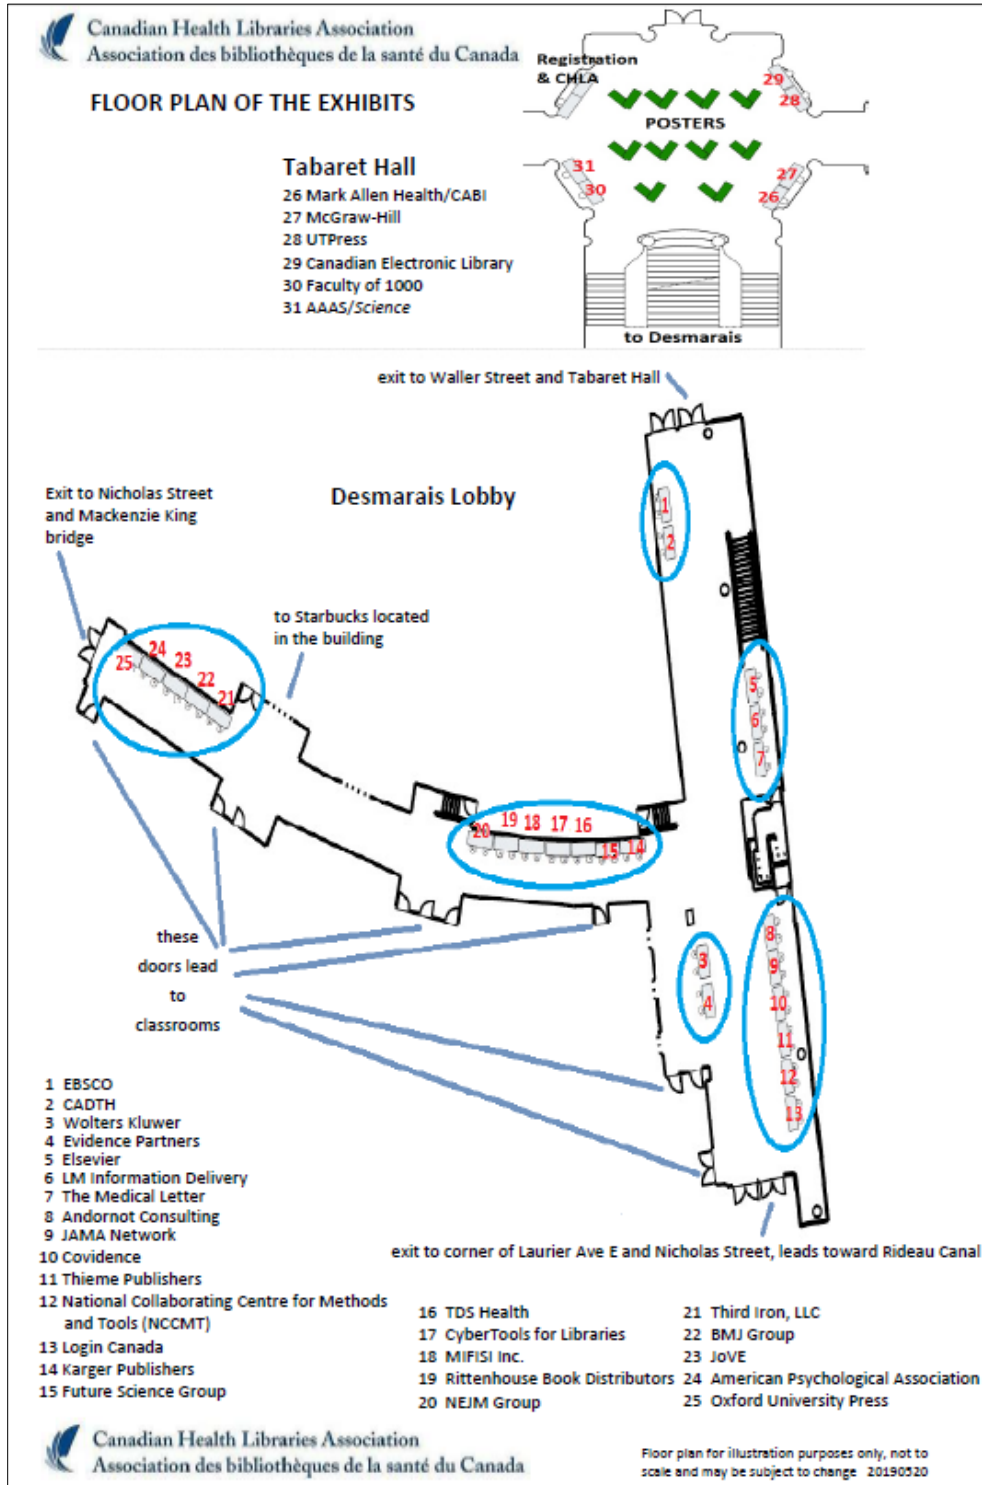 Canadian Health Libraries Association
Association des bibliothèques de la santé du Canada
FLOOR PLAN OF THE EXHIBITS
Registration
& CHLA
29
28
POSTERS
31
30
27
26
Tabaret Hall
26 Mark Allen Health/CABI
27 McGraw-Hill
28 UTPress
29 Canadian Electronic Library
30 Faculty of 1000
31 AAAS/Science
to Desmarais
exit to Waller Street and Tabaret Hall
Desmarais Lobby
Exit to Nicholas Street
and Mackenzie King
bridge
to Starbucks located
in the building
1
2
25
24
23
22
21
5
6
7
20
19
18
17
16
15
14
these
doors lead
to
classrooms
3
4
8
9
10
11
12
13
1 EBSCO
2 CADTH
3 Wolters Kluwer
4 Evidence Partners
5 Elsevier
6 LM Information Delivery
7 The Medical Letter
8 Andornot Consulting
9 JAMA Network
10 Covidence
11 Thieme Publishers
12 National Collaborating Centre for Methods
and Tools (NCCMT)
13 Login Canada
14 Karger Publishers
15 Future Science Group
exit to corner of Laurier Ave E and Nicholas Street, leads toward Rideau Canal
16 TDS Health
17 CyberTools for Libraries
18 MIFISI Inc.
19 Rittenhouse Book Distributors
20 NEJM Group
21 Third Iron, LLC
22 BMJ Group
23 JoVE
24 American Psychological Association
25 Oxford University Press
Canadian Health Libraries Association
Association des bibliothèques de la santé du Canada
Floor plan for illustration purposes only, not to
scale and may be subject to change 20190520